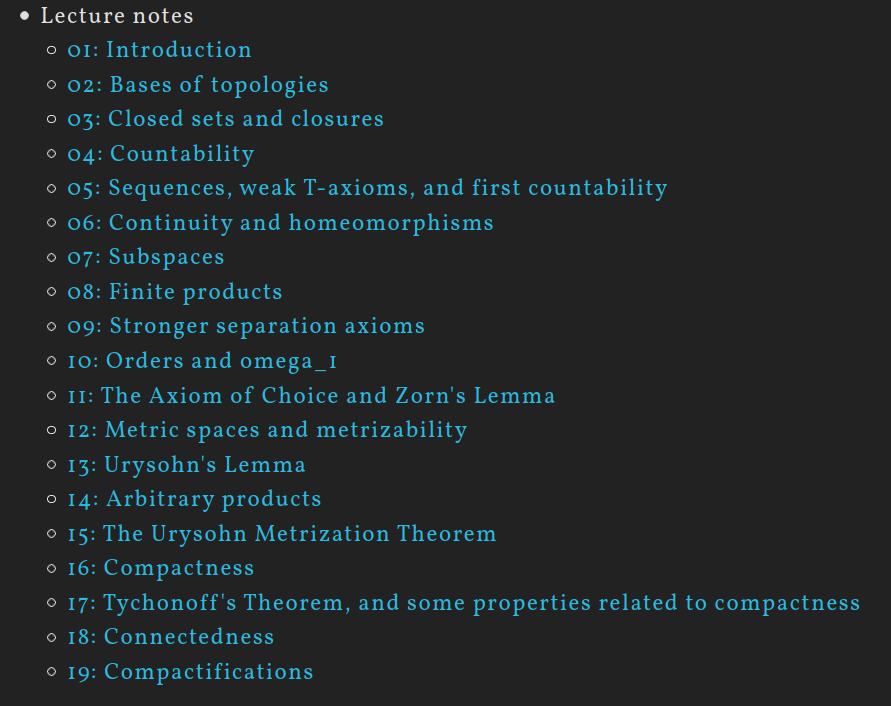 Lecture notes
01: Introduction
02: Bases of topologies
03: Closed sets and closures
04: Countability
05: Sequences, weak T-axioms, and first countability
06: Continuity and homeomorphisms
07: Subspaces
08: Finite products
09: Stronger separation axioms
10: Orders and omega_1
11: The Axiom of Choice and Zorn's Lemma
12: Metric spaces and metrizability
13: Urysohn's Lemma
14: Arbitrary products
15: The Urysohn Metrization Theorem
16: Compactness
17: Tychonoff's Theorem, and some properties related to compactness
18: Connectedness
19: Compactifications